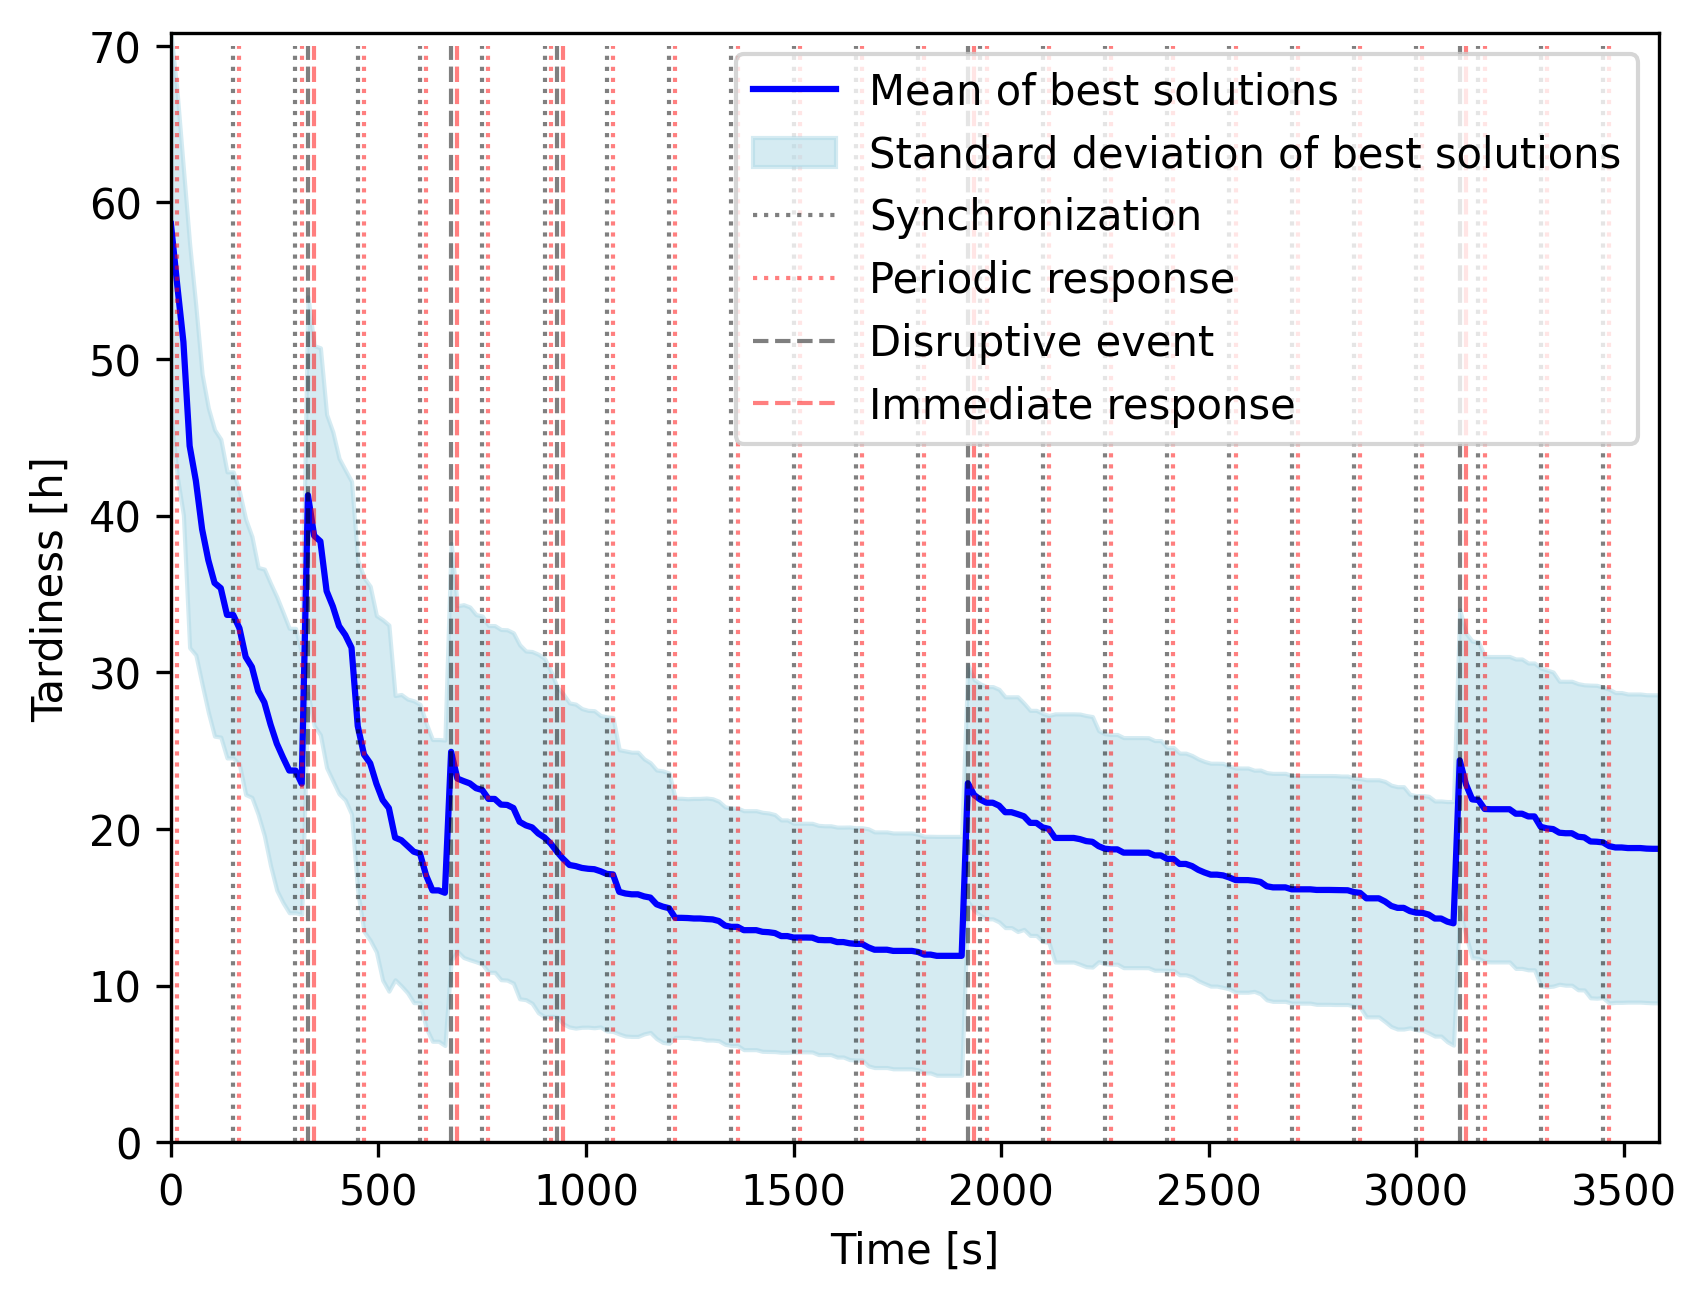 70
60
50
40
30
20
10
0
Tardiness [h]
Mean of best solutions
Standard deviation of best solutions
Synchronization
Periodic response
Disruptive event
Immediate response
0 500 1000 1500 2000 2500 3000 3500
Time [s]